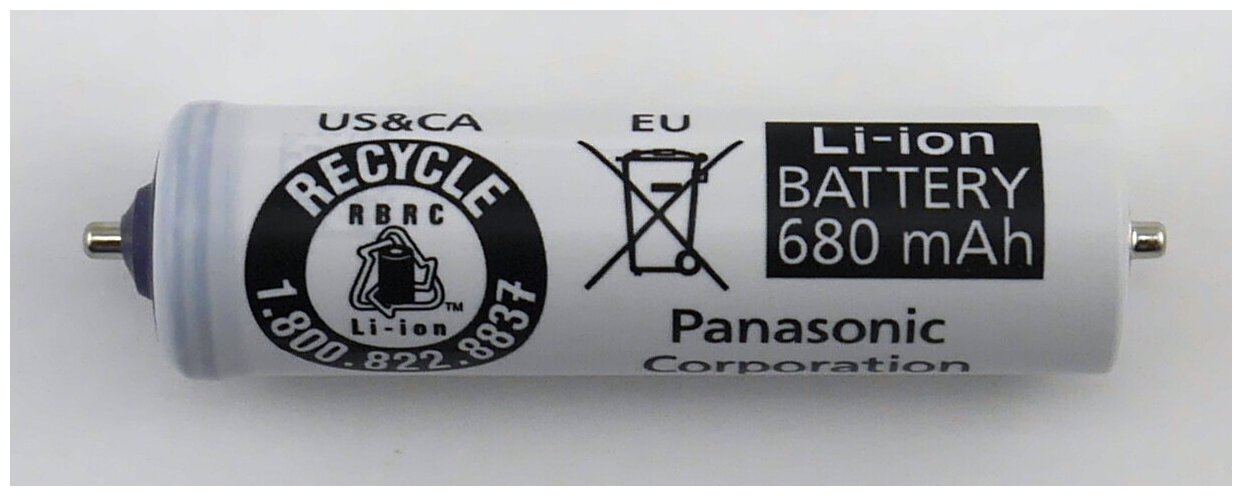 US&CA
RECYCLE
RBRC
TM
Li-ion
1.800.822.8837
EU
Li-ion
BATTERY
680 mAh
Panasonic
Corporation